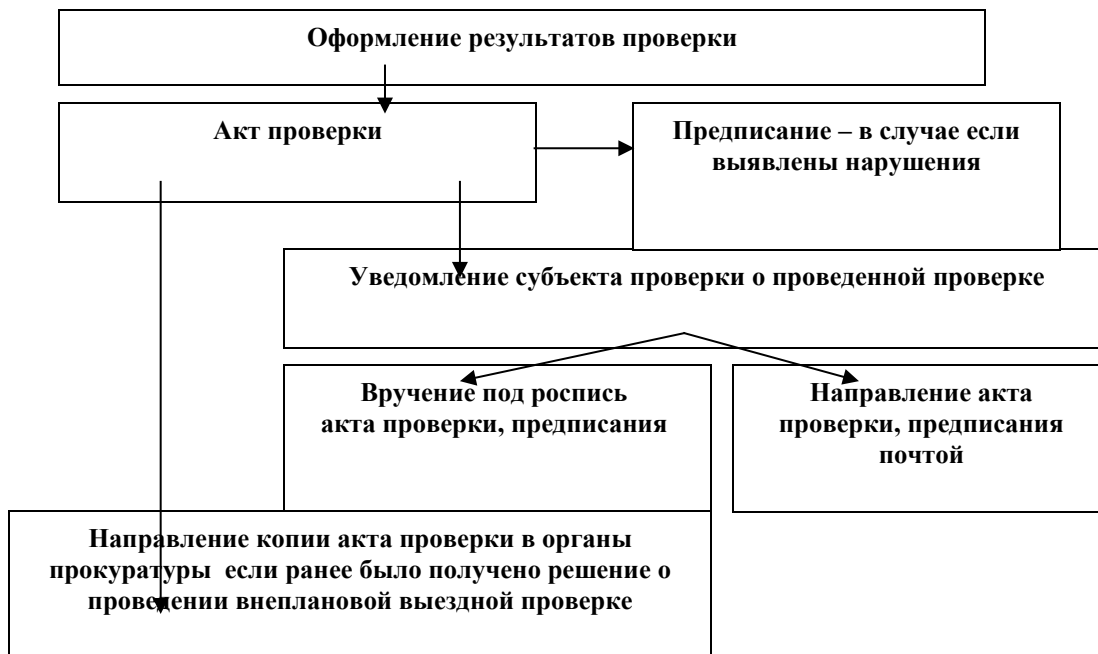 Оформление результатов проверки
Акт проверки
Предписание – в случае если
выявлены нарушения
Уведомление субъекта проверки о проведенной проверке
Вручение под роспись
акта проверки, предписания
Направление акта
проверки, предписания
почтой
Направление копии акта проверки в органы
прокуратуры если ранее было получено решение о
проведении внеплановой выездной проверке